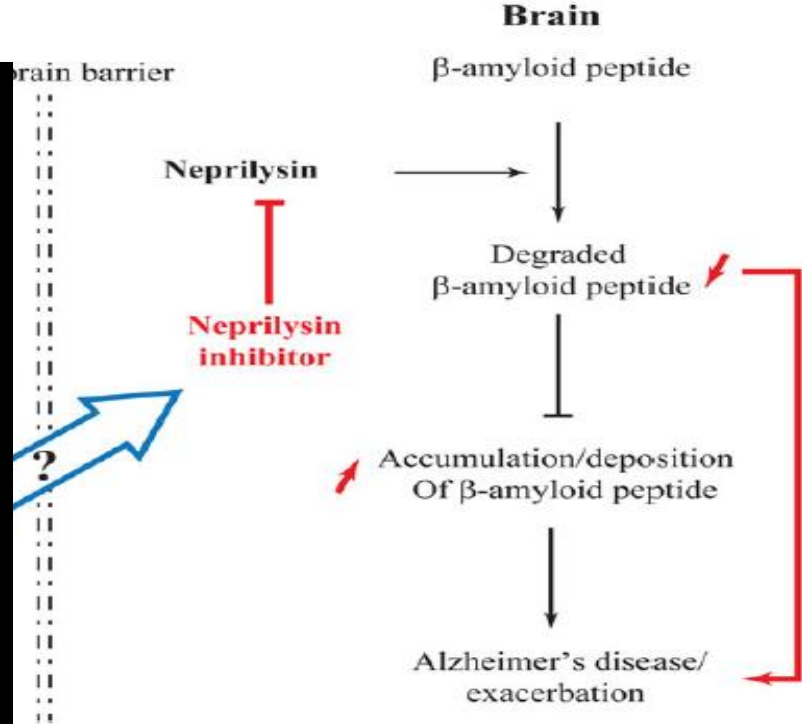 Brain
brain barrier
β-amyloid peptide
Neprilysin
Degraded
β-amyloid peptide
Neprilysin
inhibitor
?
Accumulation/deposition
Of β-amyloid peptide
Alzheimer's disease/
exacerbation